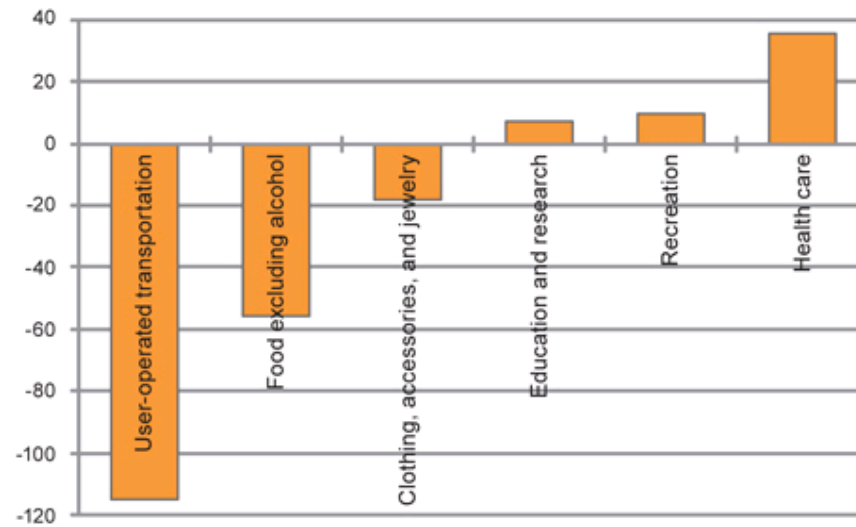 40
20
0
-20
-40
-60
-80
-100
-120
User-operated transportation
Food excluding alcohol
Clothing, accessories, and jewelry
Education and research
Recreation
Health care